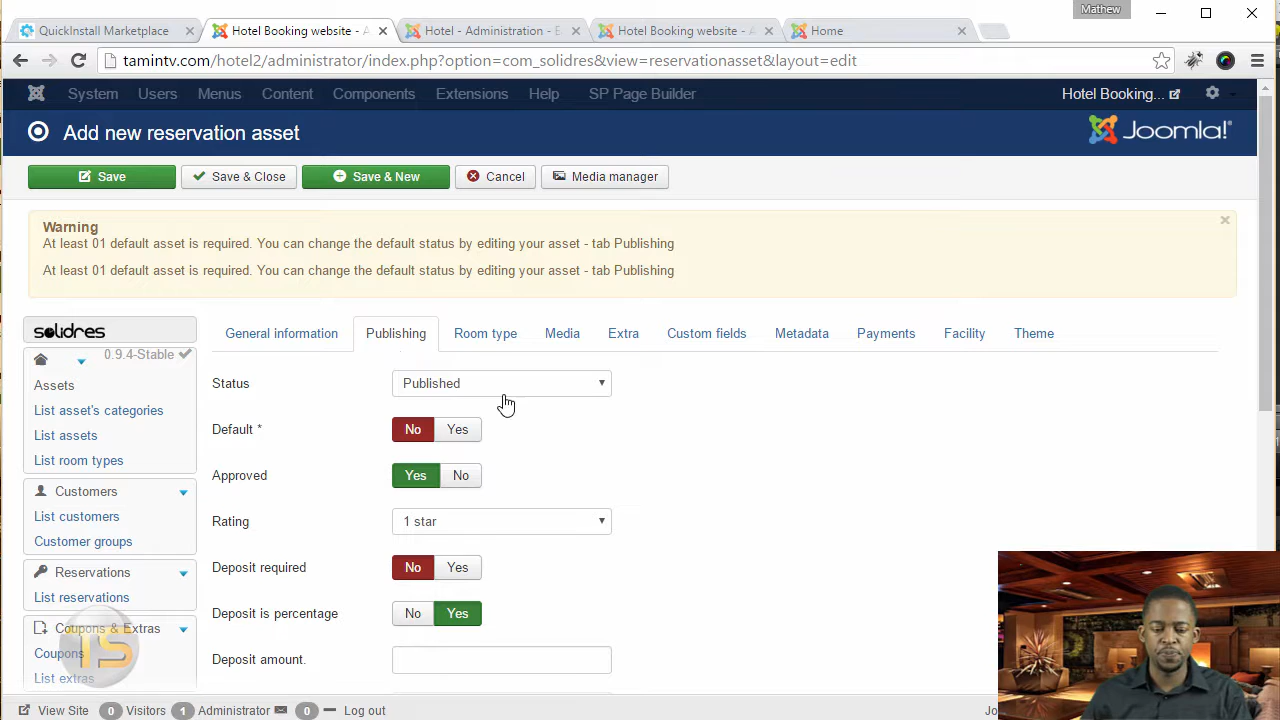 Mathew
QuickInstall Marketplace
Hotel Booking website - A
Hotel - Administration - E
Hotel Booking website - A
Home
tamintv.com/hotel2/administrator/index.php?option=com_solidres&view=reservationasset&layout=edit
System Users Menus Content Components Extensions Help SP Page Builder
Hotel Booking...
Add new reservation asset
Joomla!
Save
Save & Close
Save & New
Cancel
Media manager
Warning
At least 01 default asset is required. You can change the default status by editing your asset - tab Publishing
At least 01 default asset is required. You can change the default status by editing your asset - tab Publishing
solidres
0.9.4-Stable
Assets
List asset's categories
List assets
List room types
Customers
List customers
Customer groups
Reservations
List reservations
Coupons & Extras
Coupons
List extras
TS
General information Publishing Room type Media Extra Custom fields Metadata Payments Facility Theme
Status Published
Default * No Yes
Approved Yes No
Rating 1 star
Deposit required No Yes
Deposit is percentage No Yes
Deposit amount.
View Site 0 Visitors 1 Administrator 0 Log out
Jo